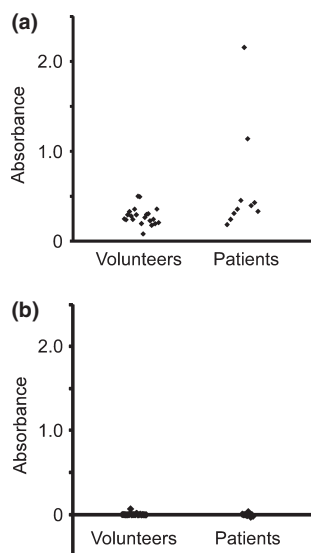 (a)
2.0
1.0
0
Absorbance
Volunteers Patients
(b)
2.0
1.0
0
Absorbance
Volunteers Patients